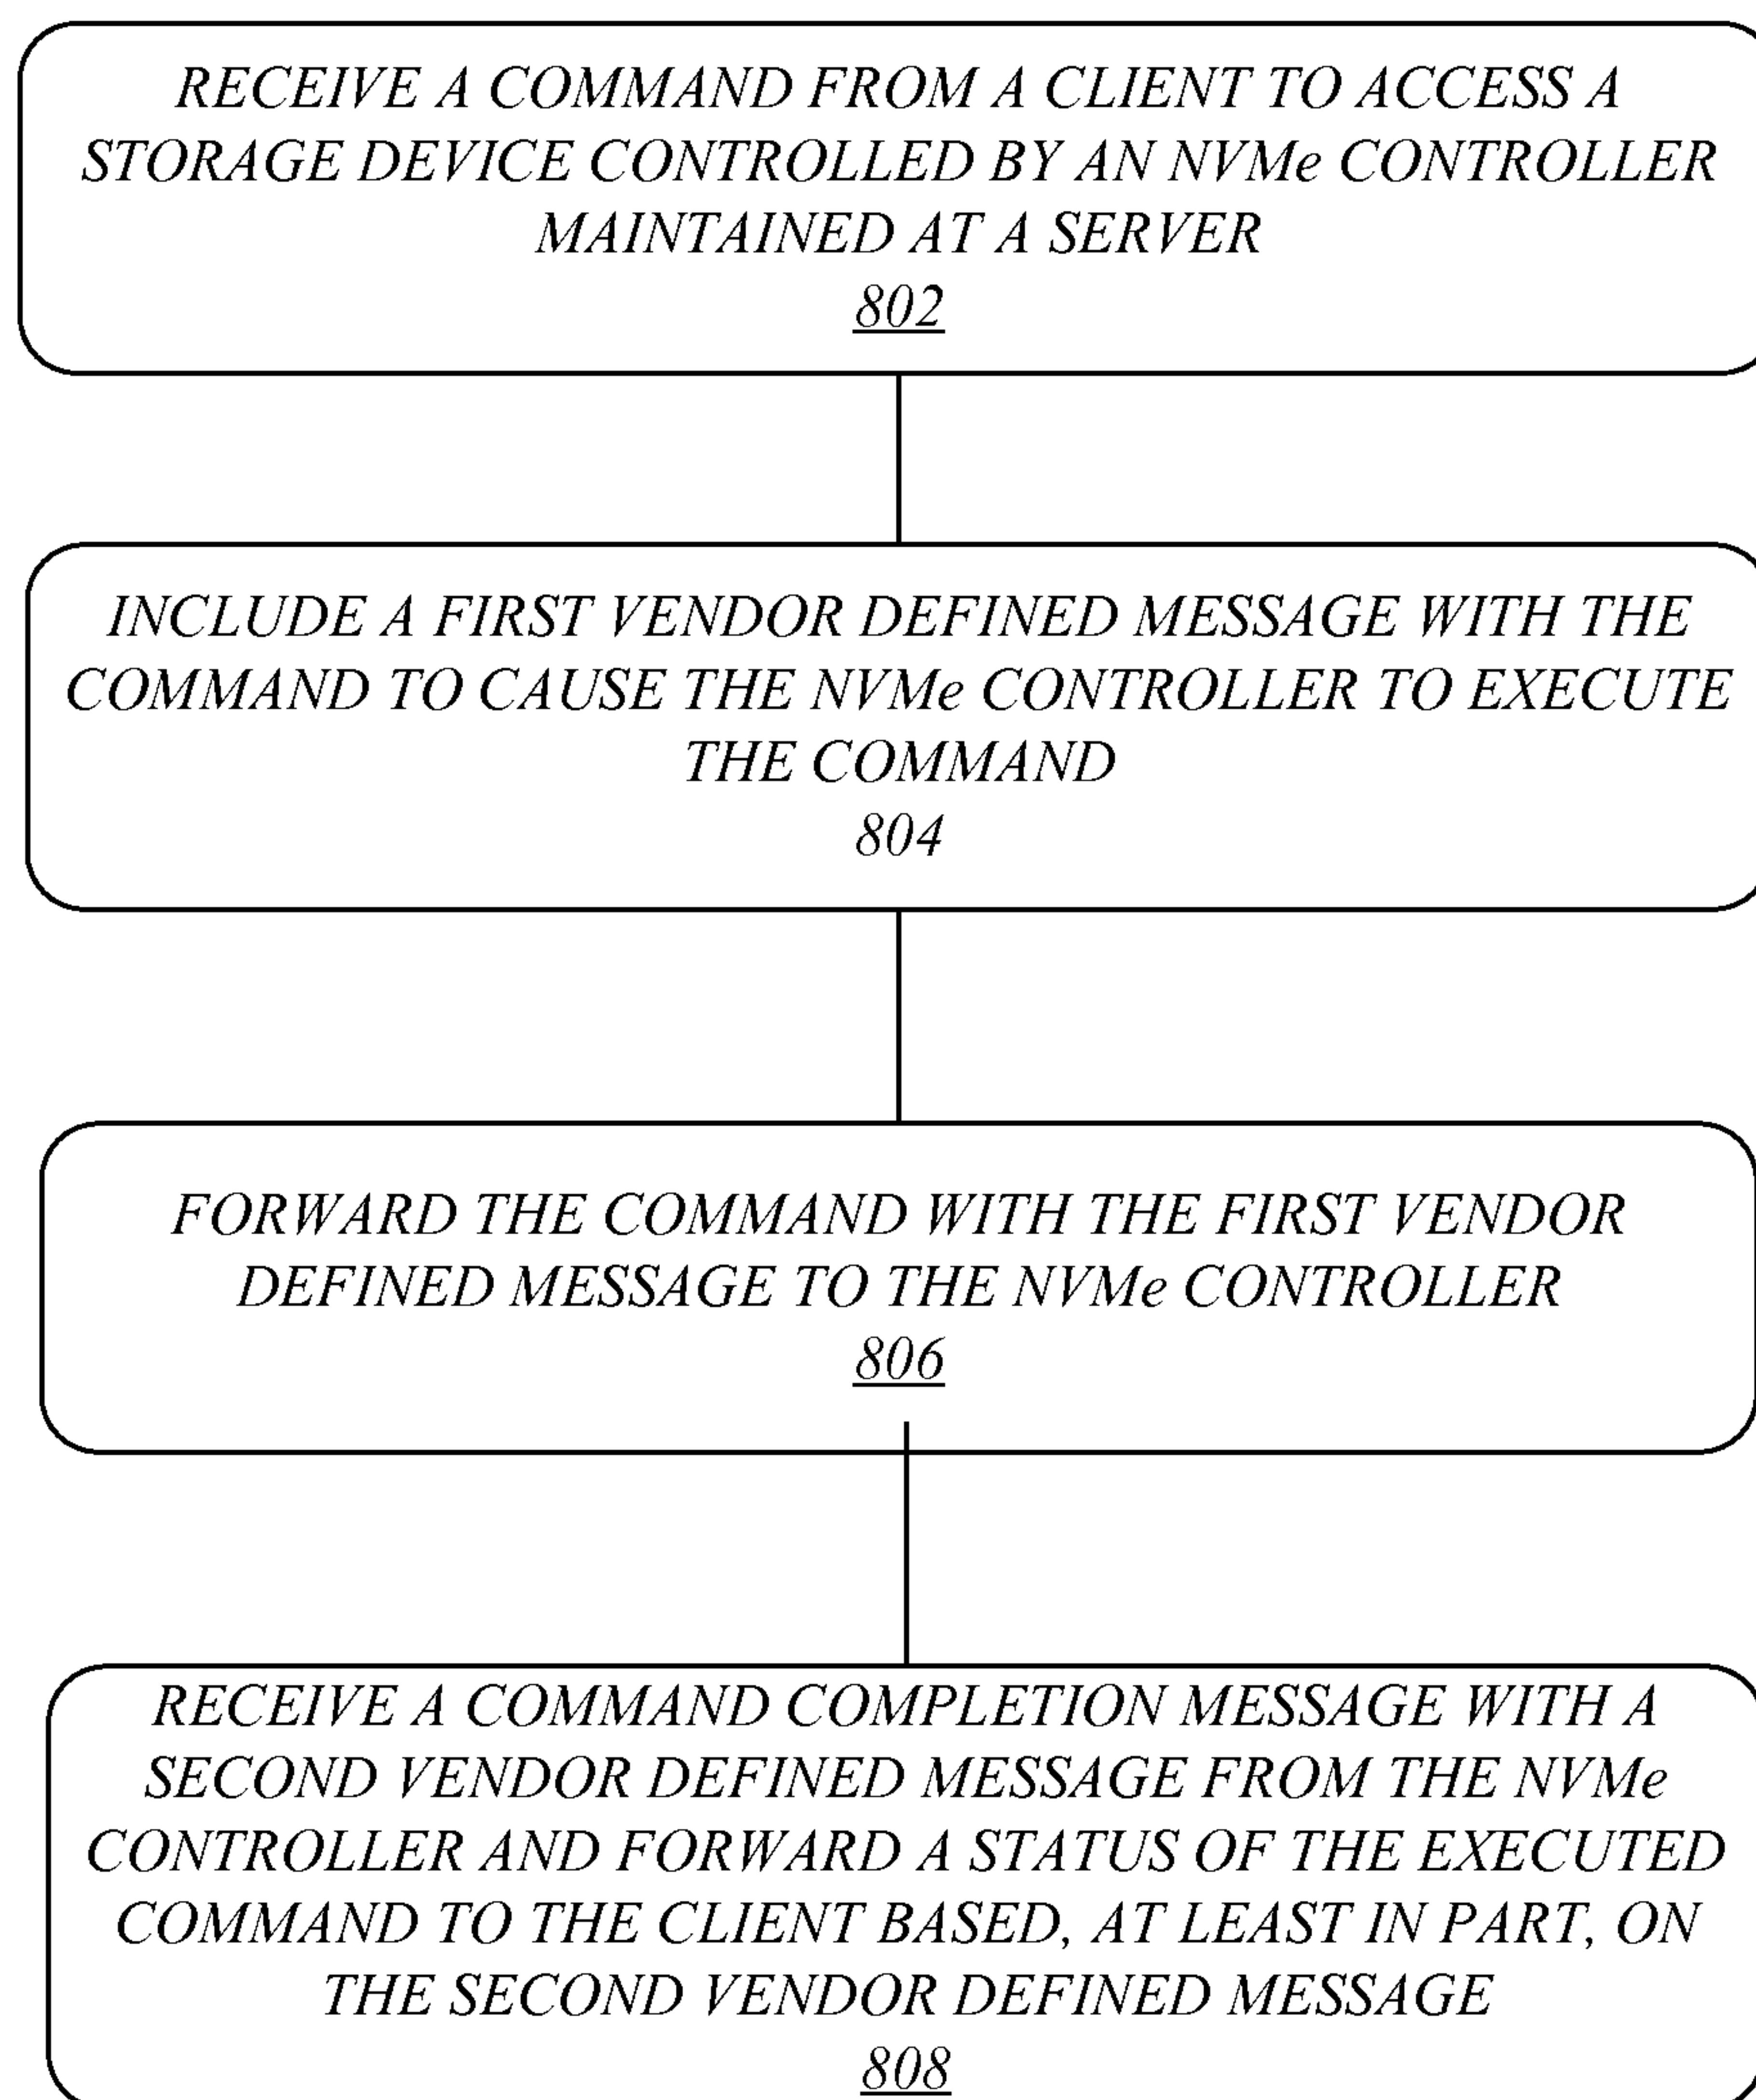 RECEIVE A COMMAND FROM A CLIENT TO ACCESS A
STORAGE DEVICE CONTROLLED BY AN NVMe CONTROLLER
MAINTAINED AT A SERVER
802
INCLUDE A FIRST VENDOR DEFINED MESSAGE WITH THE
COMMAND TO CAUSE THE NVMe CONTROLLER TO EXECUTE
THE COMMAND
804
FORWARD THE COMMAND WITH THE FIRST VENDOR
DEFINED MESSAGE TO THE NVMe CONTROLLER
806
RECEIVE A COMMAND COMPLETION MESSAGE WITH A
SECOND VENDOR DEFINED MESSAGE FROM THE NVMe
CONTROLLER AND FORWARD A STATUS OF THE EXECUTED
COMMAND TO THE CLIENT BASED, AT LEAST IN PART, ON
THE SECOND VENDOR DEFINED MESSAGE
808